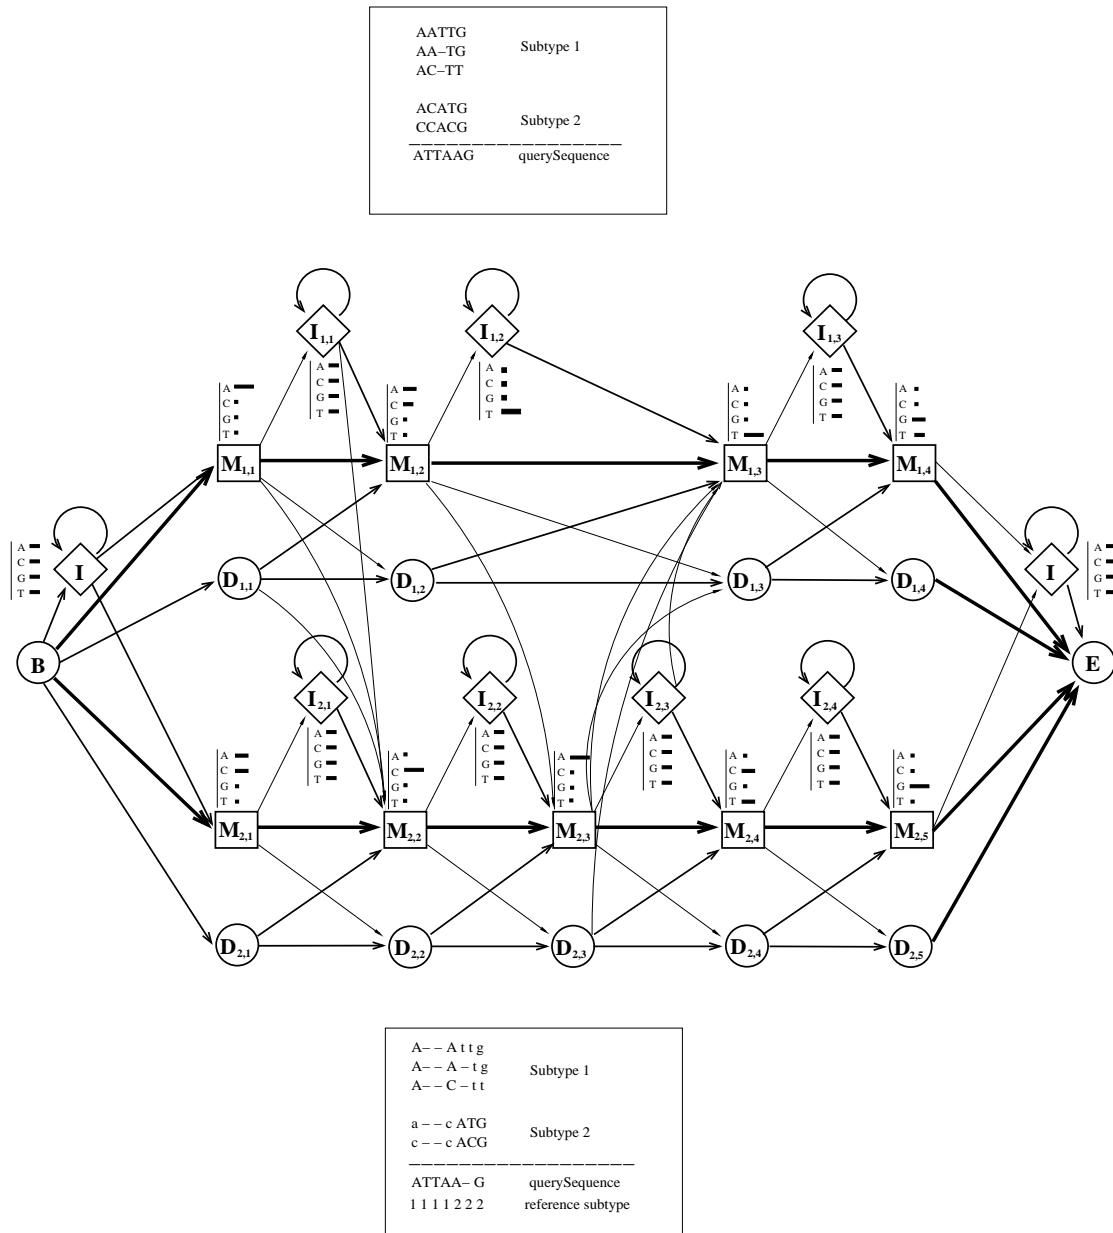 AATTG
AA–TG Subtype 1
AC–TT
ACATG
CCACG Subtype 2
ATTAAG querySequence
I1,1
I1,2
I1,3
A
C
G
T
A
C
G
T
A
C
G
T
A
C
G
T
A
C
G
T
A
C
G
T
A
C
G
T
M1,1
M1,2
M1,3
M1,4
A
C
G
T
I
I
A
C
G
T
D1,1
D1,2
D1,3
D1,4
B
E
I2,1
I2,2
I2,3
I2,4
A
C
G
T
A
C
G
T
A
C
G
T
A
C
G
T
A
C
G
T
A
C
G
T
A
C
G
T
A
C
G
T
A
C
G
T
M2,1
M2,2
M2,3
M2,4
M2,5
D2,1
D2,2
D2,3
D2,4
D2,5
A– – A t t g
A– – A – t g Subtype 1
A– – C – t t
a – – c ATG
c – – c ACG Subtype 2
ATTAA– G querySequence
1 1 1 1 2 2 2 reference subtype